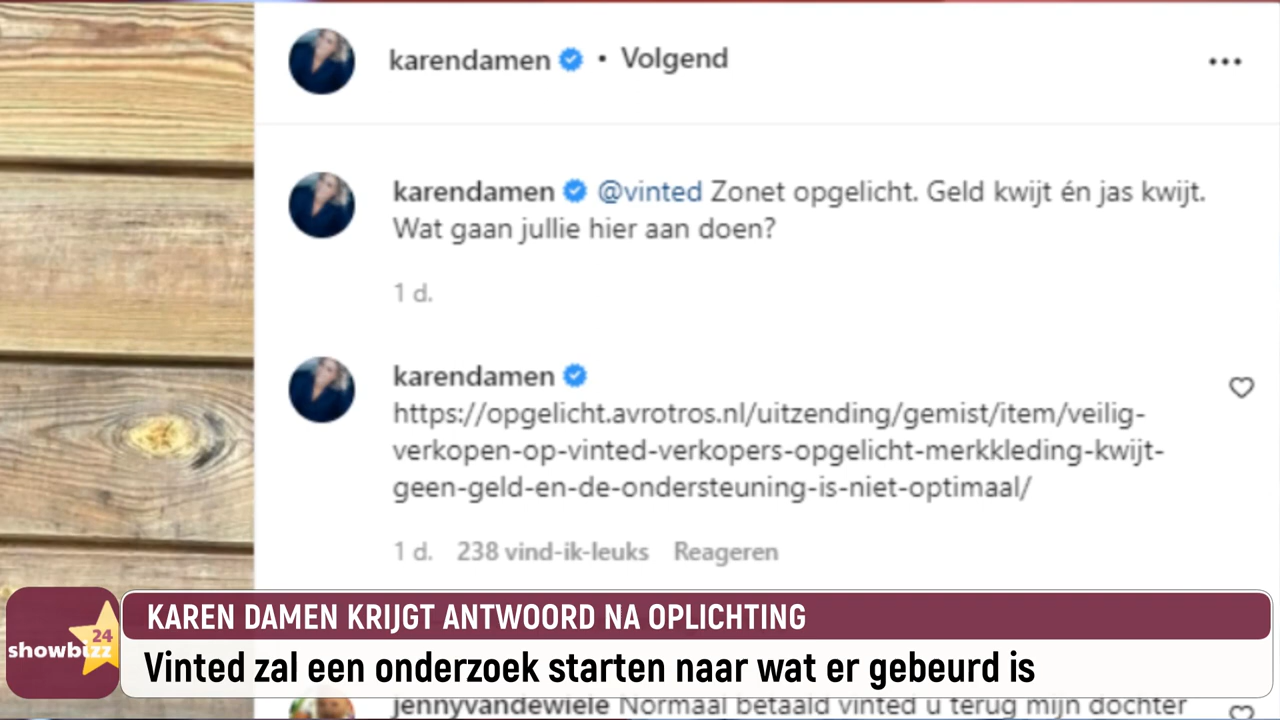 karendamen • Volgend
karendamen @vinted Zonet opgelicht. Geld kwijt én jas kwijt.
Wat gaan jullie hier aan doen?
1 d.
karendamen
https://opgelicht.avrotros.nl/uitzending/gemist/item/veilig-
verkopen-op-vinted-verkopers-opgelicht-merkkleding-kwijt-
geen-geld-en-de-ondersteuning-is-niet-optimaal/
1 d. 238 vind-ik-leuks Reageren
KAREN DAMEN KRIJGT ANTWOORD NA OPLICHTING
24
showbizz
Vinted zal een onderzoek starten naar wat er gebeurd is
jennyvandewiele Normaal betaald vinted u terug mijn dochter